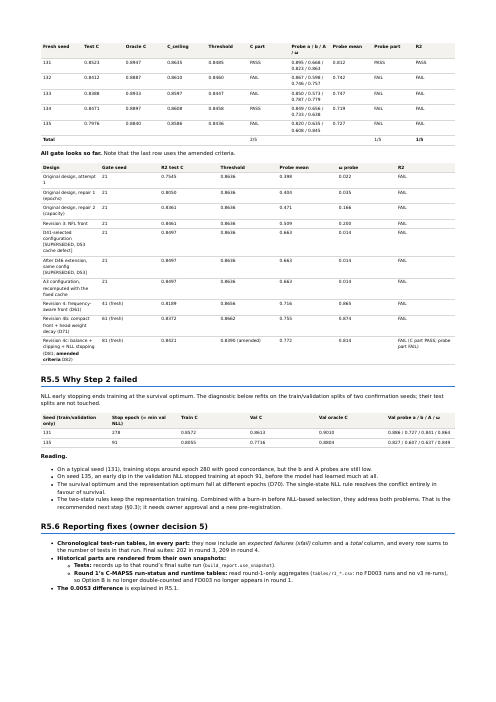 Fresh seed Test C Oracle C C_ceiling Threshold C part Probe a / b / A / ω Probe mean Probe part R2
131 0.8523 0.8947 0.8635 0.8485 PASS 0.895 / 0.668 / 0.823 / 0.863 0.812 PASS PASS
132 0.8412 0.8887 0.8610 0.8460 FAIL 0.867 / 0.598 / 0.746 / 0.757 0.742 FAIL FAIL
133 0.8388 0.8933 0.8597 0.8447 FAIL 0.850 / 0.573 / 0.787 / 0.779 0.747 FAIL FAIL
134 0.8471 0.8897 0.8608 0.8458 PASS 0.849 / 0.656 / 0.733 / 0.638 0.719 FAIL FAIL
135 0.7976 0.8840 0.8586 0.8436 FAIL 0.820 / 0.635 / 0.608 / 0.845 0.727 FAIL FAIL
Total 2/5 1/5 1/5
All gate looks so far. Note that the last row uses the amended criteria.
Design Gate seed R2 test C Threshold Probe mean ω probe R2
Original design, attempt 1 21 0.7545 0.8636 0.398 0.022 FAIL
Original design, repair 1 (epochs) 21 0.8050 0.8636 0.404 0.035 FAIL
Original design, repair 2 (capacity) 21 0.8361 0.8636 0.471 0.166 FAIL
Revision 3: NFL front 21 0.8461 0.8636 0.509 0.200 FAIL
D41-selected configuration [SUPERSEDED, D53 cache defect] 21 0.8497 0.8636 0.663 0.014 FAIL
After D46 extension, same config [SUPERSEDED, D53] 21 0.8497 0.8636 0.663 0.014 FAIL
A3 configuration, recomputed with the fixed cache 21 0.8497 0.8636 0.663 0.014 FAIL
Revision 4: frequency-aware front (D61) 41 (fresh) 0.8189 0.8656 0.716 0.865 FAIL
Revision 4b: compact front + head weight decay (D71) 61 (fresh) 0.8372 0.8662 0.755 0.874 FAIL
Revision 4c: balance + clipping + NLL stopping (D81; amended criteria D82) 81 (fresh) 0.8421 0.8390 (amended) 0.772 0.814 FAIL (C part PASS; probe part FAIL)
R5.5 Why Step 2 failed
NLL early stopping ends training at the survival optimum. The diagnostic below refits on the train/validation splits of two confirmation seeds; their test
splits are not touched.
Seed (train/validation only) Stop epoch (= min val NLL) Train C Val C Val oracle C Val probe a / b / A / ω
131 278 0.8572 0.8613 0.9010 0.886 / 0.727 / 0.841 / 0.864
135 91 0.8055 0.7716 0.8804 0.827 / 0.607 / 0.637 / 0.849
Reading.
• On a typical seed (131), training stops around epoch 280 with good concordance, but the b and A probes are still low.
• On seed 135, an early dip in the validation NLL stopped training at epoch 91, before the model had learned much at all.
• The survival optimum and the representation optimum fall at different epochs (D70). The single-state NLL rule resolves the conflict entirely in
favour of survival.
• The two-state rules keep the representation training. Combined with a burn-in before NLL-based selection, they address both problems. That is the
recommended next step (§0.3); it needs owner approval and a new pre-registration.
R5.6 Reporting fixes (owner decision 5)
• Chronological test-run tables, in every part: they now include an expected failures (xfail) column and a total column, and every row sums to
the number of tests in that run. Final suites: 202 in round 3, 209 in round 4.
• Historical parts are rendered from their own snapshots:
• Tests: records up to that round's final suite run (build_report.use_snapshot).
• Round 1's C-MAPSS run-status and runtime tables: read round-1-only aggregates (tables/r1_*.csv: no FD003 runs and no v3 re-runs),
so Option B is no longer double-counted and FD003 no longer appears in round 1.
• The 0.0053 difference is explained in R5.1.